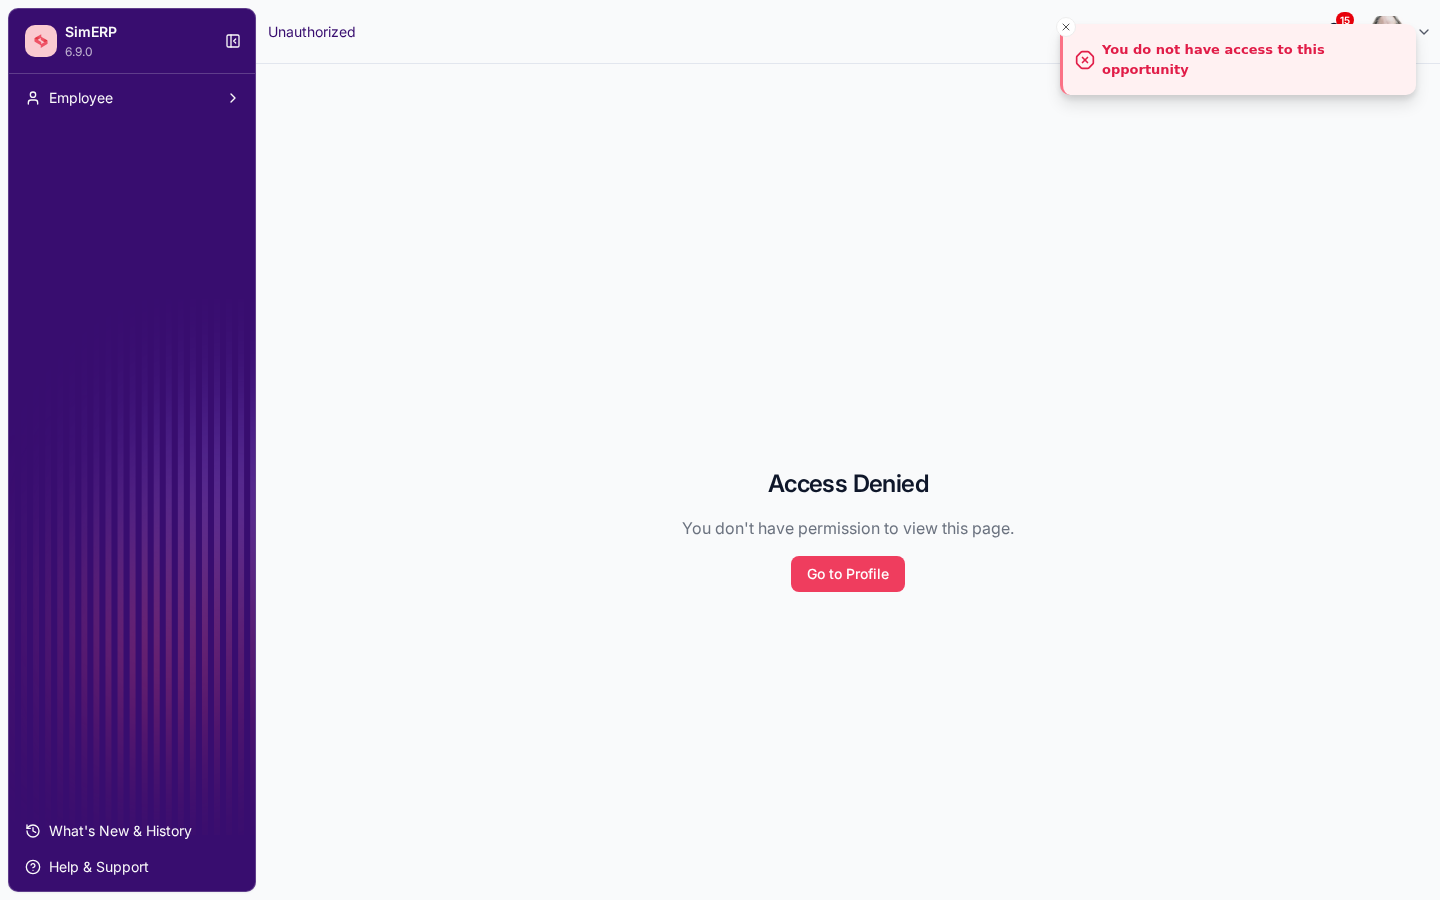 SimERP
6.9.0
Unauthorized
15
You do not have access to this
opportunity
Employee
Access Denied
You don't have permission to view this page.
Go to Profile
What's New & History
Help & Support